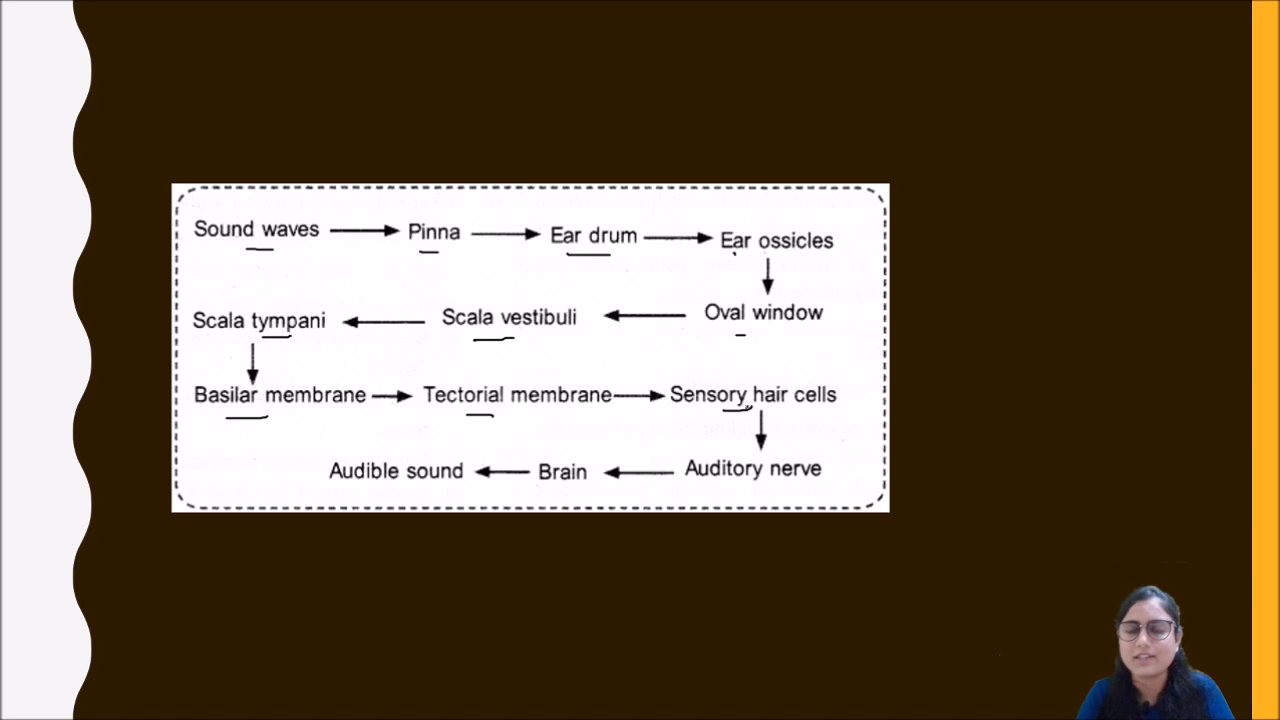 Sound waves → Pinna → Ear drum → Ear ossicles
Scala tympani ← Scala vestibuli ← Oval window
Basilar membrane → Tectorial membrane → Sensory hair cells
Audible sound ← Brain ← Auditory nerve